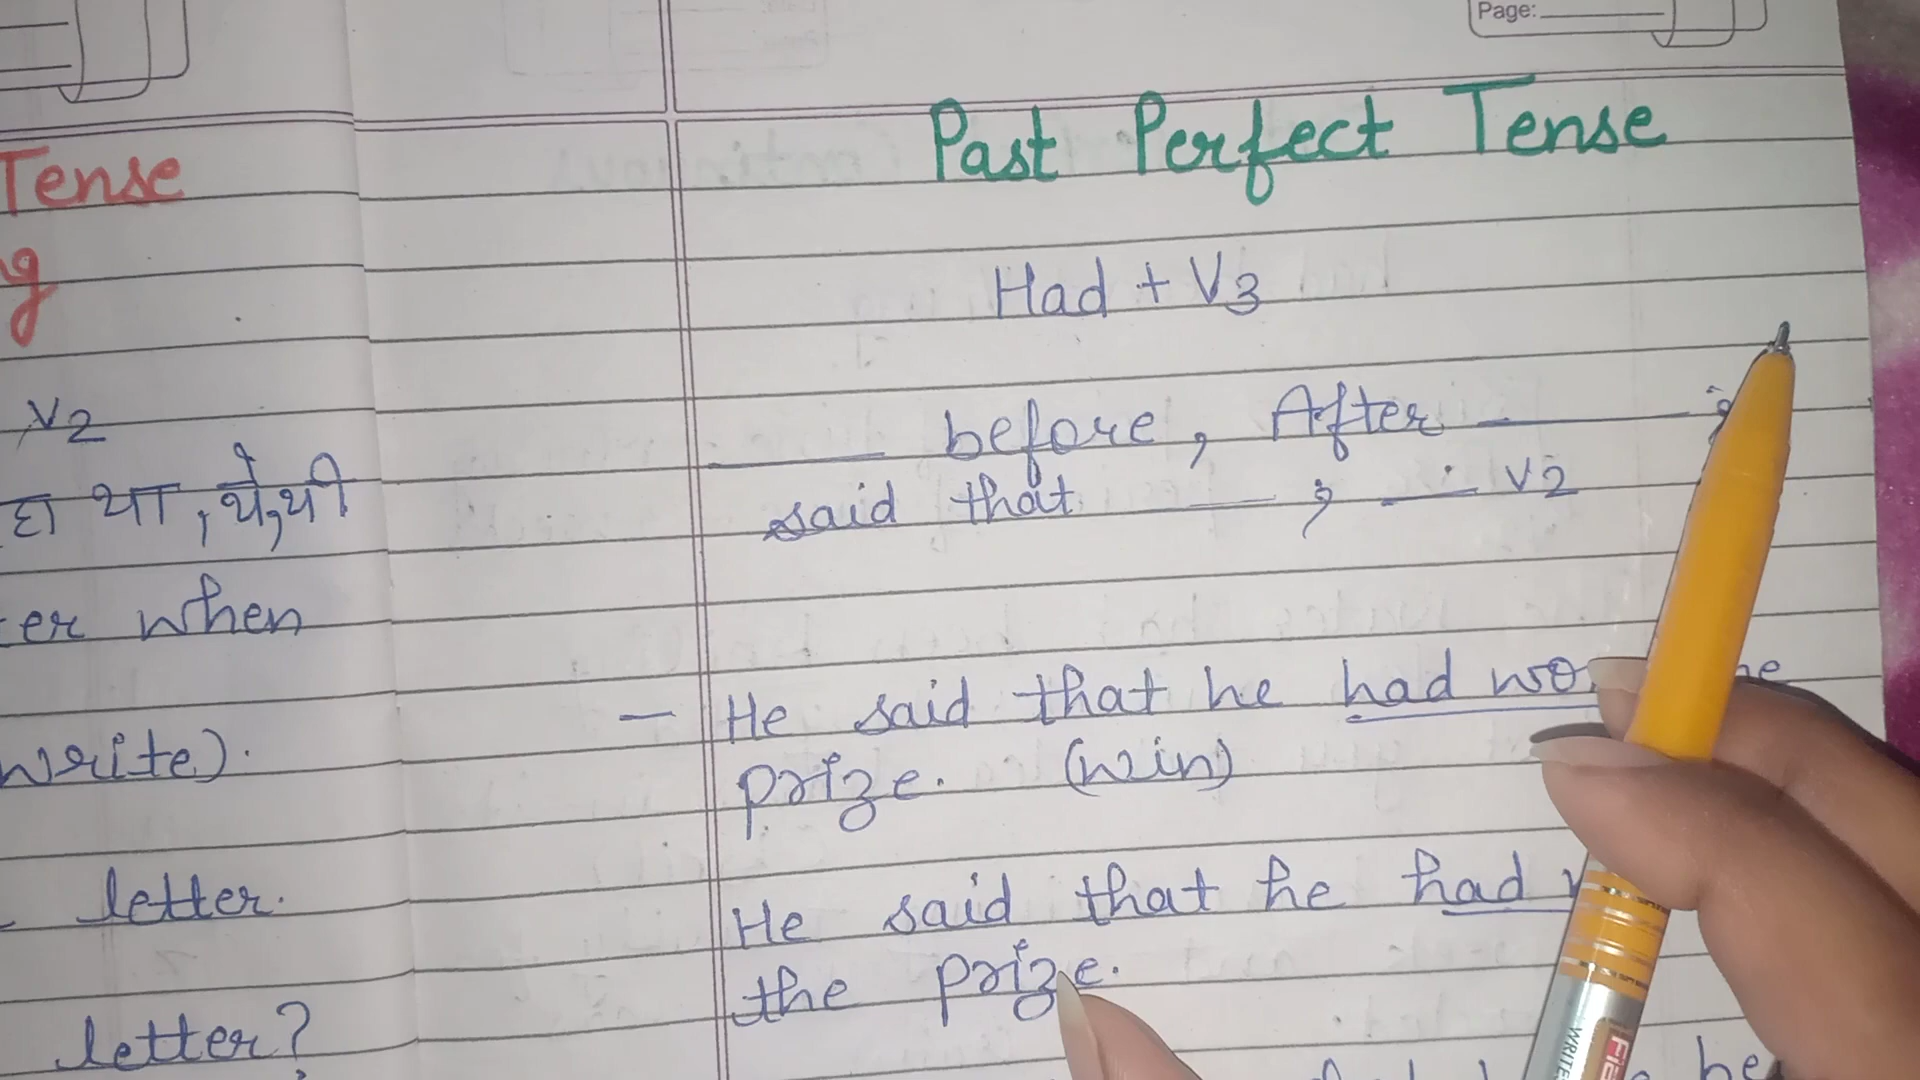 Page:
Tense
g
V2
हा था, थे, थी
er when
write).
letter.
letter?
Past Perfect Tense
Had + V3
before, After
said that , V2
— He said that he had
prize. (win)
He said that he had
the prize.